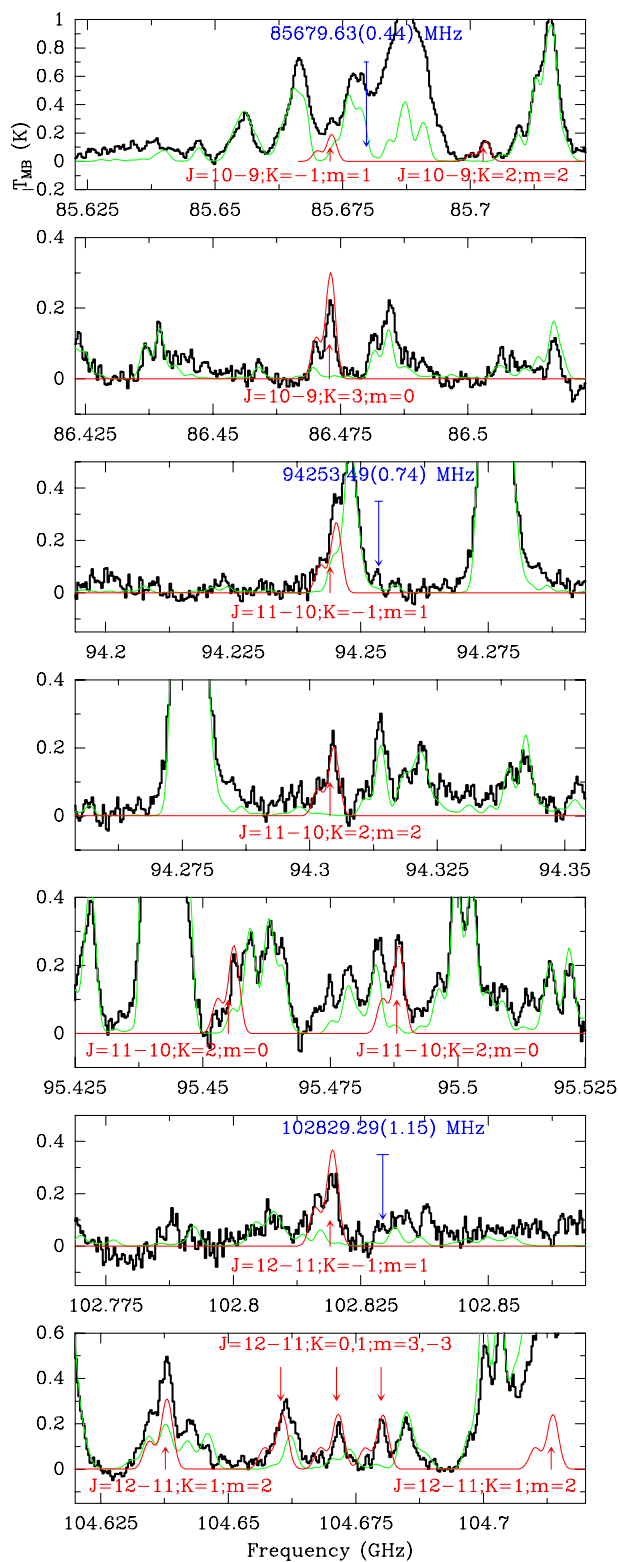 85679.63(0.44) MHz
1
0.8
0.6
0.4
0.2
0
0.2
T_MB (K)
J=10-9;K=-1;m=1
J=10-9;K=2;m=2
85.625 85.65 85.675 85.7
0.4
0.2
0
J=10-9;K=3;m=0
86.425 86.45 86.475 86.5
94253.49(0.74) MHz
0.4
0.2
0
J=11-10;K=-1;m=1
94.2 94.225 94.25 94.275
0.4
0.2
0
J=11-10;K=2;m=2
94.275 94.3 94.325 94.35
0.4
0.2
0
J=11-10;K=2;m=0
J=11-10;K=2;m=0
95.425 95.45 95.475 95.5 95.525
102829.29(1.15) MHz
0.4
0.2
0
J=12-11;K=-1;m=1
102.775 102.8 102.825 102.85
J=12-11;K=0,1;m=3,-3
0.6
0.4
0.2
0
J=12-11;K=1;m=2
J=12-11;K=1;m=2
104.625 104.65 104.675 104.7
Frequency (GHz)